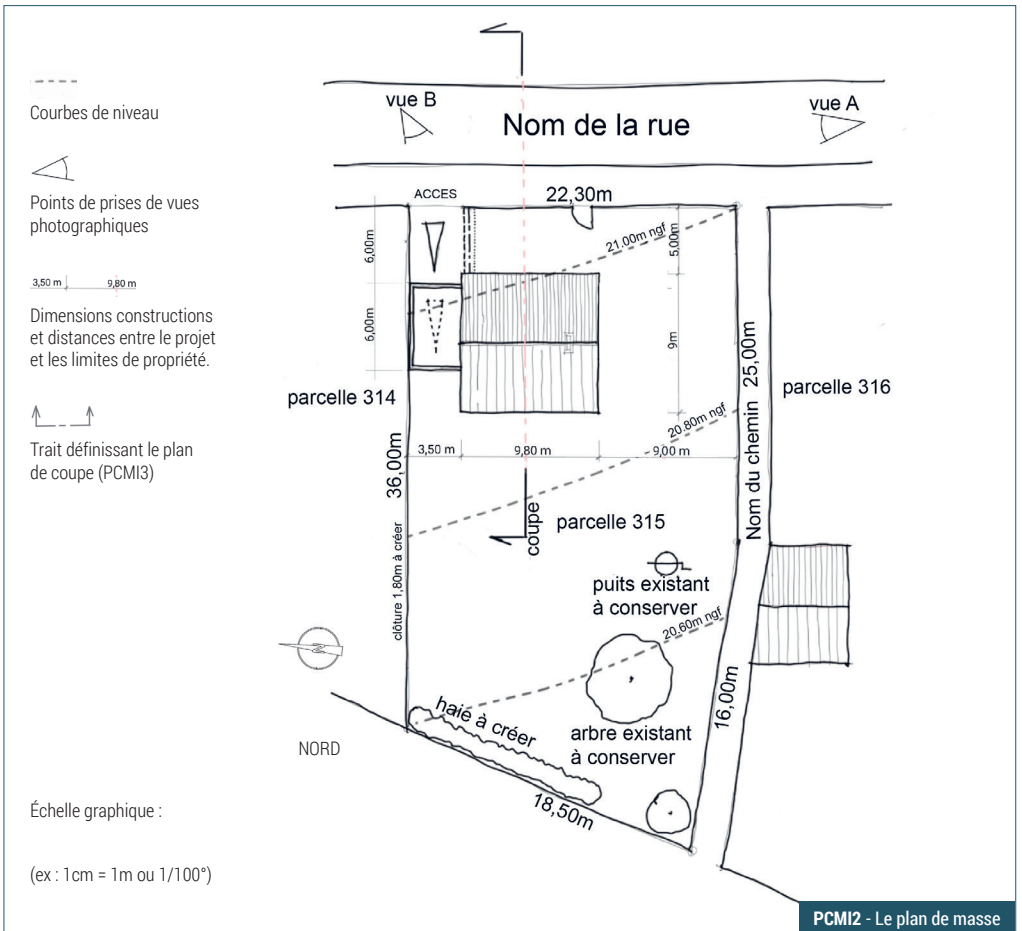 Courbes de niveau
Points de prises de vues
photographiques
3,50 m 9,80 m
Dimensions constructions
et distances entre le projet
et les limites de propriété.
Trait définissant le plan
de coupe (PCMI3)
NORD
Échelle graphique :
(ex : 1cm = 1m ou 1/100°)
vue B
Nom de la rue
vue A
ACCES
22,30m
6,00m
21.00m ngf
5,00m
6,00m
9m
25,00m
parcelle 314
parcelle 316
20.80m ngf
3,50 m
9,80 m
9,00 m
36,00m
Nom du chemin
coupe
parcelle 315
clôture 1,80m à créer
puits existant
à conserver
20.60m ngf
haie à créer
arbre existant
à conserver
16,00m
18,50m
PCMI2 - Le plan de masse